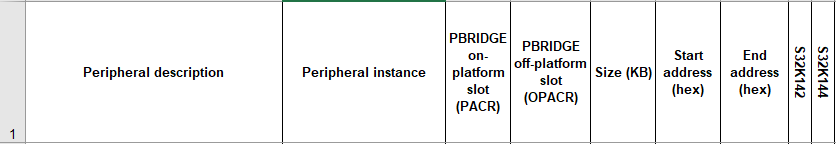 Peripheral description
Peripheral instance
PBRIDGE
on-
platform
slot
(PACR)
PBRIDGE
off-platform
slot
(OPACR)
Size (KB)
Start
address
(hex)
End
address
(hex)
S32K142
S32K144
1